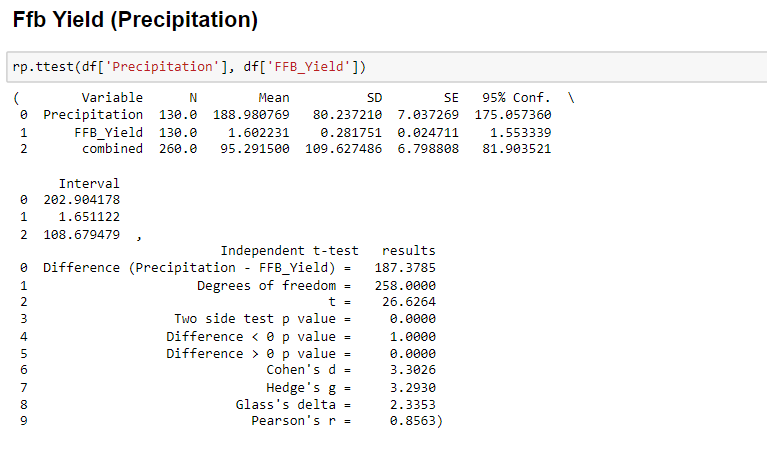 Ffb Yield (Precipitation)
rp.ttest(df['Precipitation'], df['FFB_Yield'])
( Variable N Mean SD SE 95% Conf. \
0 Precipitation 130.0 188.980769 80.237210 7.037269 175.057360
1 FFB_Yield 130.0 1.602231 0.281751 0.024711 1.553339
2 combined 260.0 95.291500 109.627486 6.798808 81.903521
Interval
0 202.904178
1 1.651122
2 108.679479 ,
Independent t-test results
0 Difference (Precipitation - FFB_Yield) = 187.3785
1 Degrees of freedom = 258.0000
2 t = 26.6264
3 Two side test p value = 0.0000
4 Difference < 0 p value = 1.0000
5 Difference > 0 p value = 0.0000
6 Cohen's d = 3.3026
7 Hedge's g = 3.2930
8 Glass's delta = 2.3353
9 Pearson's r = 0.8563)